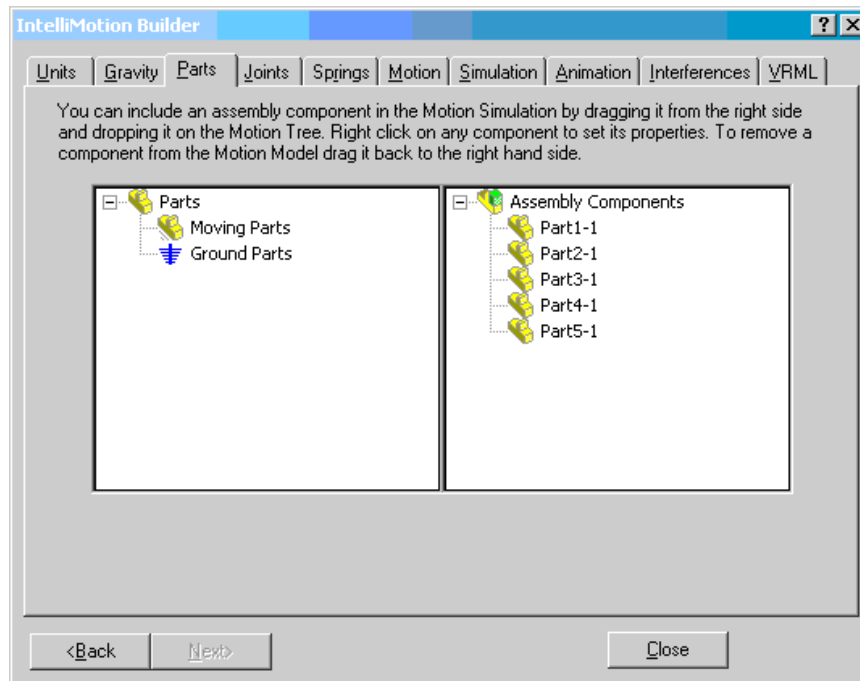 IntelliMotion Builder
Units Gravity Parts Joints Springs Motion Simulation Animation Interferences VRML
You can include an assembly component in the Motion Simulation by dragging it from the right side
and dropping it on the Motion Tree. Right click on any component to set its properties. To remove a
component from the Motion Model drag it back to the right hand side.
Parts
Moving Parts
Ground Parts
Assembly Components
Part1-1
Part2-1
Part3-1
Part4-1
Part5-1
<Back Next> Close